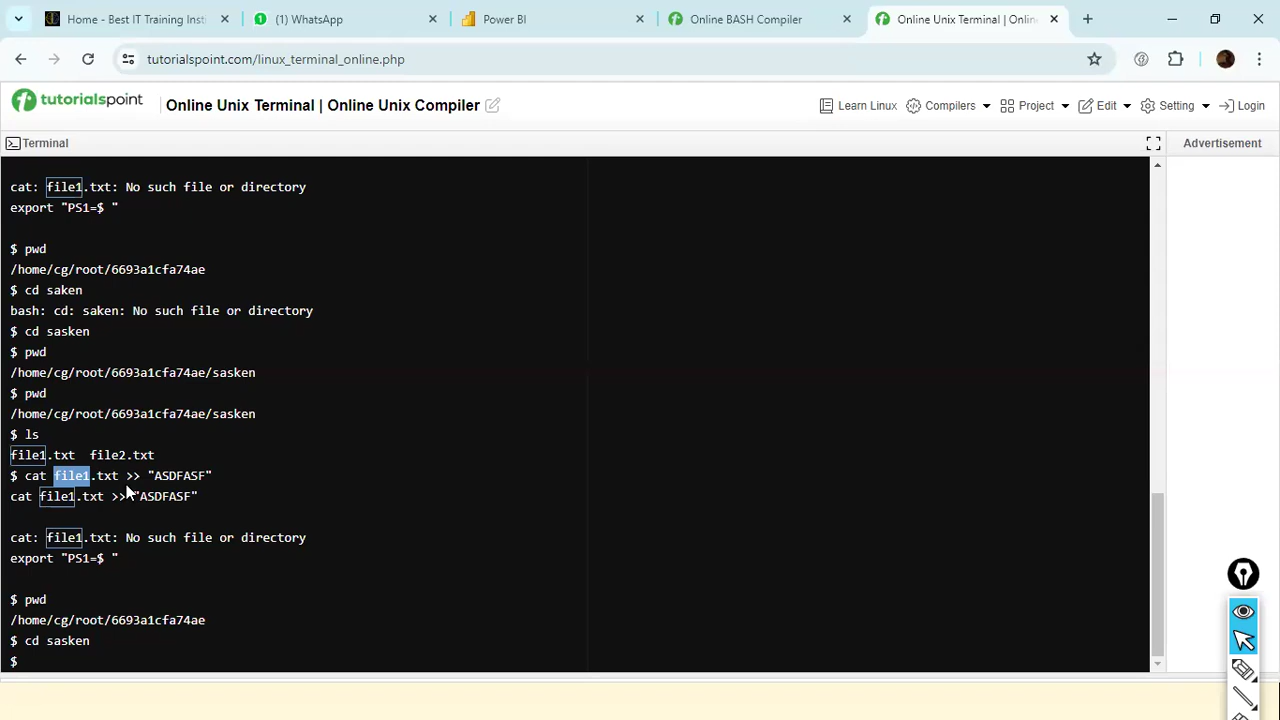 Home - Best IT Training Insti
(1) WhatsApp
Power BI
Online BASH Compiler
Online Unix Terminal | Onlin
tutorialspoint.com/linux_terminal_online.php
tutorialspoint
Online Unix Terminal | Online Unix Compiler
Learn Linux
Compilers
Project
Edit
Setting
Login
Terminal
Advertisement
cat: file1.txt: No such file or directory
export "PS1=$ "
$ pwd
/home/cg/root/6693a1cfa74ae
$ cd saken
bash: cd: saken: No such file or directory
$ cd sasken
$ pwd
/home/cg/root/6693a1cfa74ae/sasken
$ pwd
/home/cg/root/6693a1cfa74ae/sasken
$ ls
file1.txt  file2.txt
$ cat file1.txt >> "ASDFASF"
cat file1.txt >> "ASDFASF"
cat: file1.txt: No such file or directory
export "PS1=$ "
$ pwd
/home/cg/root/6693a1cfa74ae
$ cd sasken
$